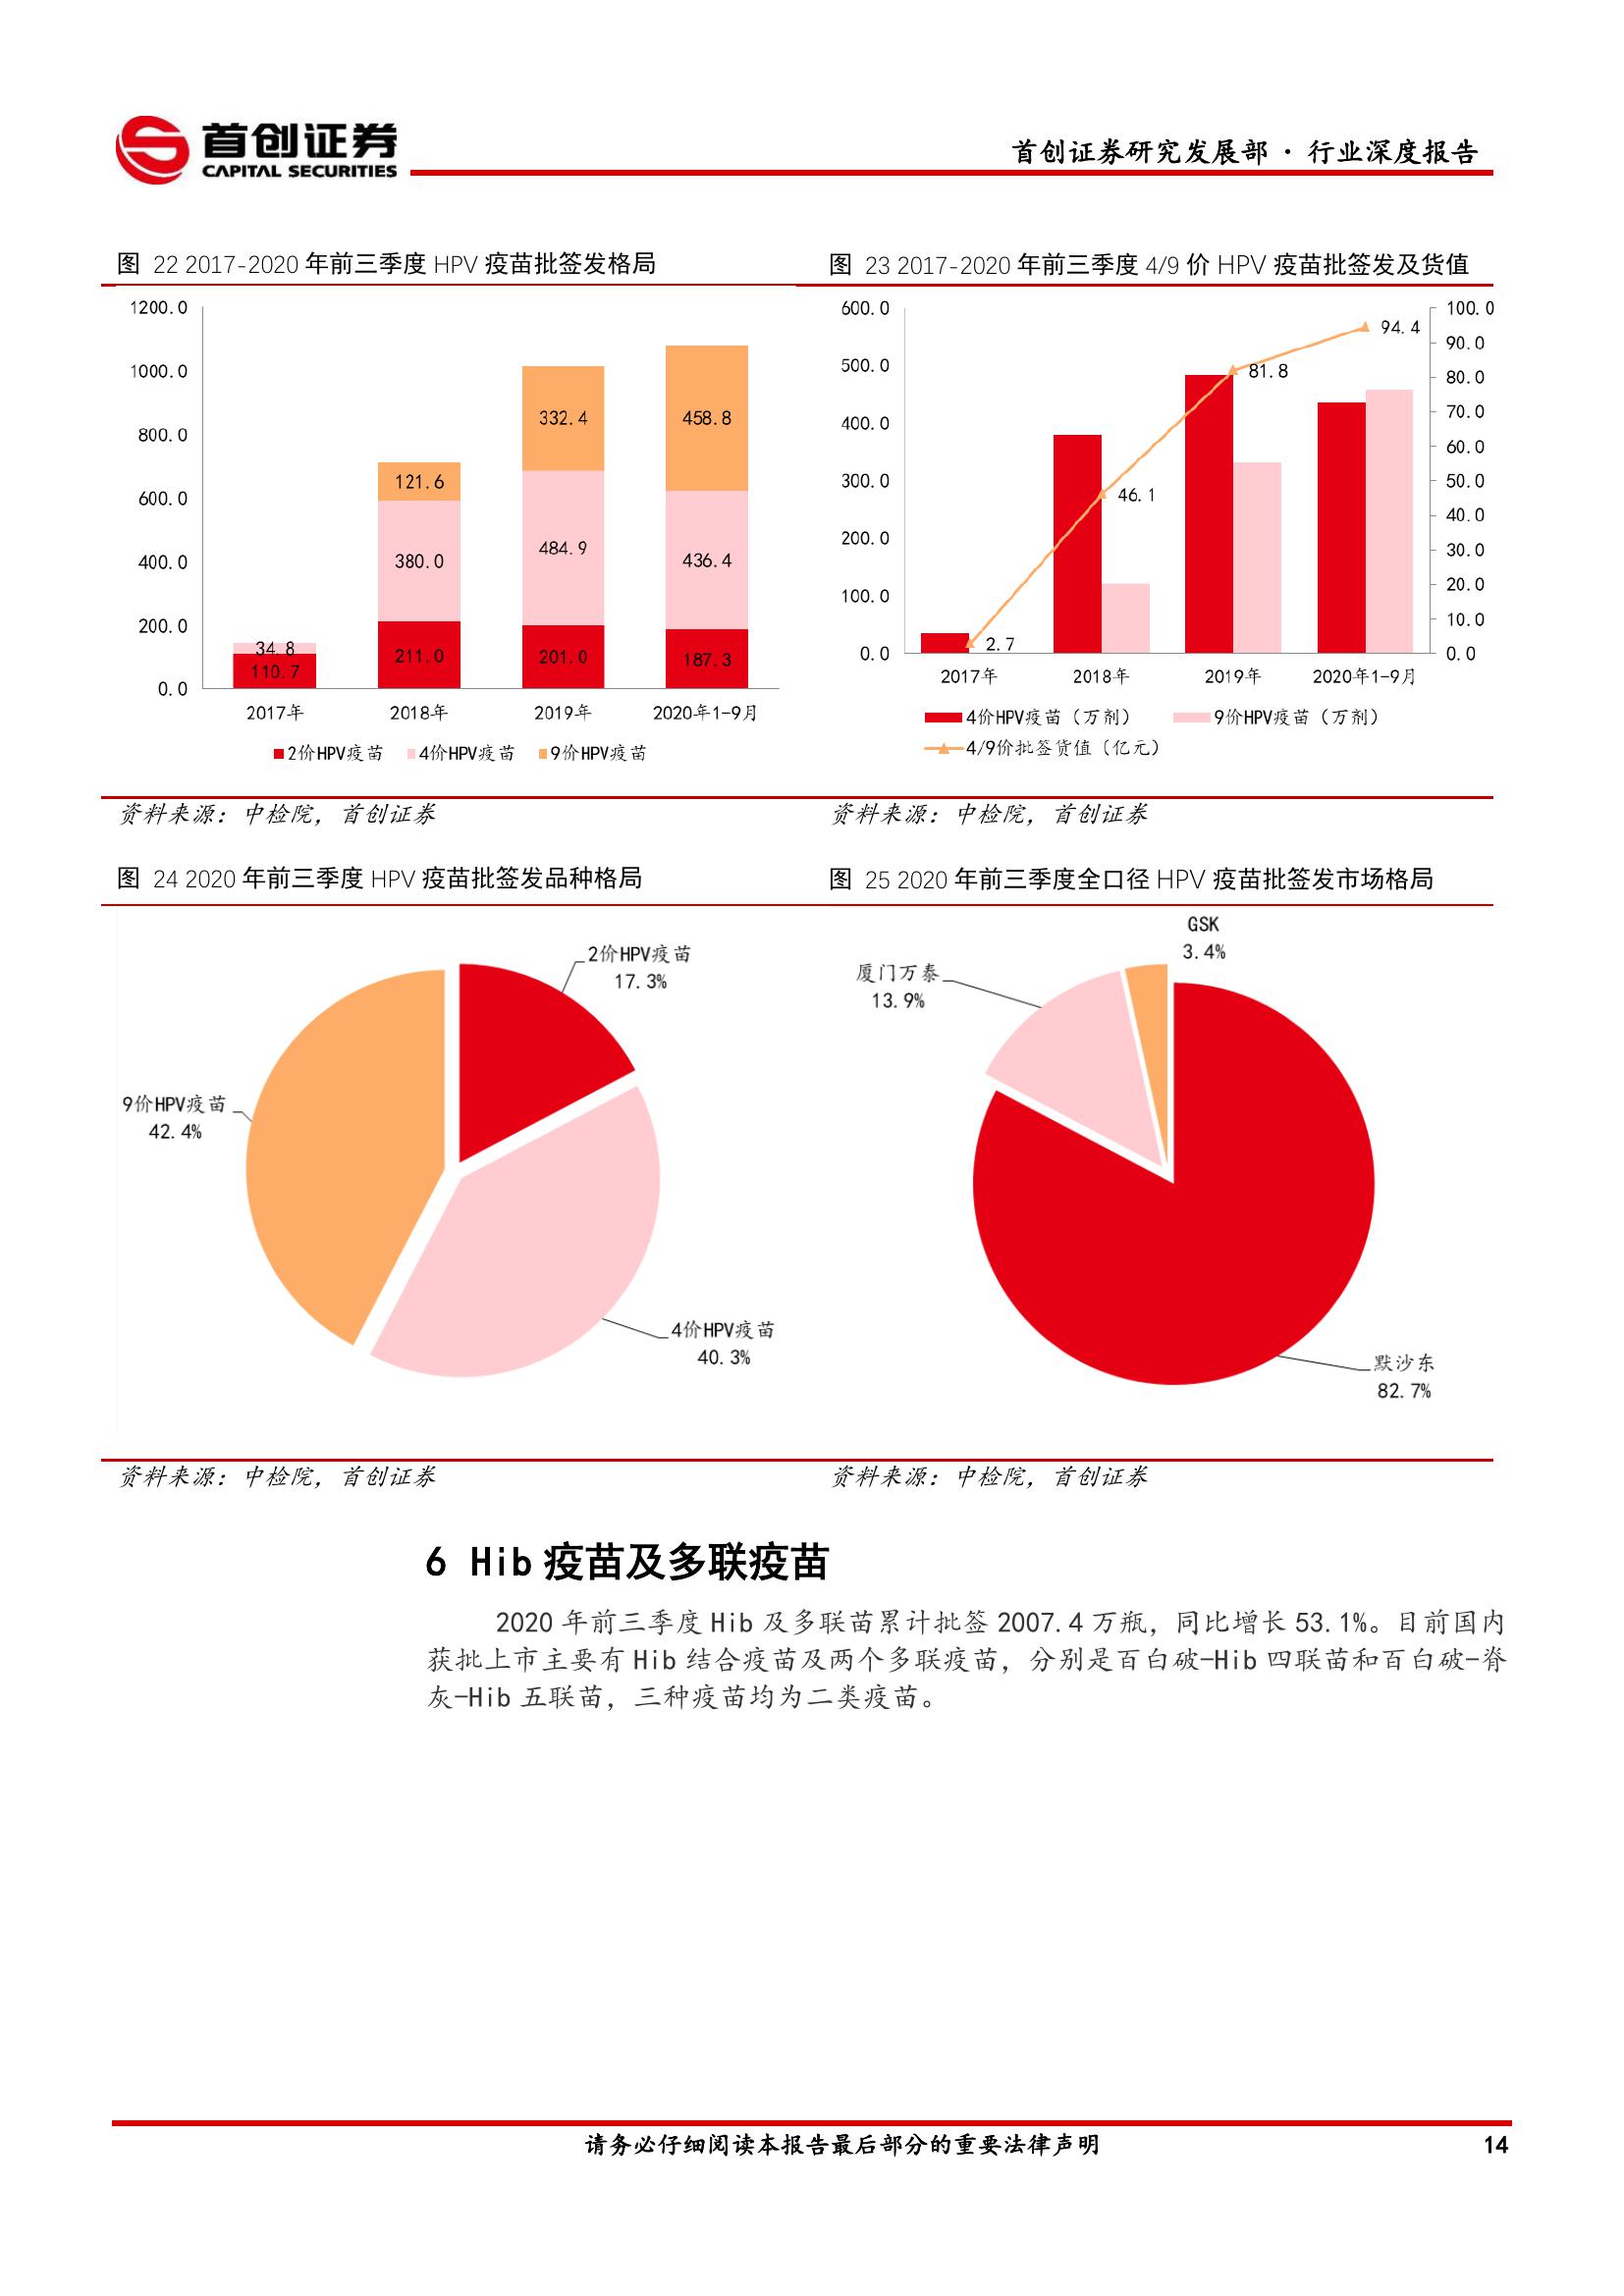 首创证券
CAPITAL SECURITIES
首创证券研究发展部 · 行业深度报告
图 22 2017-2020 年前三季度 HPV 疫苗批签发格局
1200.0
1000.0
800.0
600.0
400.0
200.0
0.0
34.8
110.7
121.6
380.0
211.0
332.4
484.9
201.0
458.8
436.4
187.3
2017年 2018年 2019年 2020年1-9月
2价HPV疫苗 4价HPV疫苗 9价HPV疫苗
资料来源：中检院，首创证券
图 23 2017-2020 年前三季度 4/9 价 HPV 疫苗批签发及货值
600.0
500.0
400.0
300.0
200.0
100.0
0.0
2.7
46.1
81.8
94.4
100.0
90.0
80.0
70.0
60.0
50.0
40.0
30.0
20.0
10.0
0.0
2017年 2018年 2019年 2020年1-9月
4价HPV疫苗（万剂） 9价HPV疫苗（万剂）
4/9价批签货值（亿元）
资料来源：中检院，首创证券
图 24 2020 年前三季度 HPV 疫苗批签发品种格局
2价HPV疫苗
17.3%
9价HPV疫苗
42.4%
4价HPV疫苗
40.3%
资料来源：中检院，首创证券
图 25 2020 年前三季度全口径 HPV 疫苗批签发市场格局
GSK
3.4%
厦门万泰
13.9%
默沙东
82.7%
资料来源：中检院，首创证券
6 Hib 疫苗及多联疫苗
2020 年前三季度 Hib 及多联苗累计批签 2007.4 万瓶，同比增长 53.1%。目前国内
获批上市主要有 Hib 结合疫苗及两个多联疫苗，分别是百白破-Hib 四联苗和百白破-脊
灰-Hib 五联苗，三种疫苗均为二类疫苗。
请务必仔细阅读本报告最后部分的重要法律声明
14